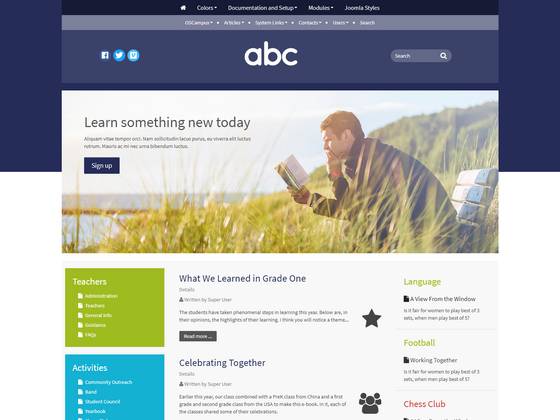 Colors Documentation and Setup Modules Joomla Styles
OSCampus Articles System Links Contacts Users Search
abc
Search
Learn something new today
Aliquam vitae tempor orci. Nam sollicitudin lacus purus, eu viverra elit luctus
rutrum. Mauris ac mi nec urna bibendum luctus.
Sign up
Teachers
Administration
Teachers
General Info
Guidance
FAQs
Activities
Community Outreach
Band
Student Council
Yearbook
What We Learned in Grade One
Details
Written by Super User
The students have taken phenomenal steps in learning this year. Below are, in
their opinions, the highlights of their learning. I think you will notice a theme...
Read more ...
Celebrating Together
Details
Written by Super User
Earlier this year, our class combined with a PreK class from China and a first
grade and second grade class from the USA to make this e-book. In it, each of
the classes shared some of their celebrations.
Language
A View From the Window
Is it fair for women to play best of 3
sets, when men play best of 5?
Football
Working Together
Is it fair for women to play best of 3
sets, when men play best of 5?
Chess Club